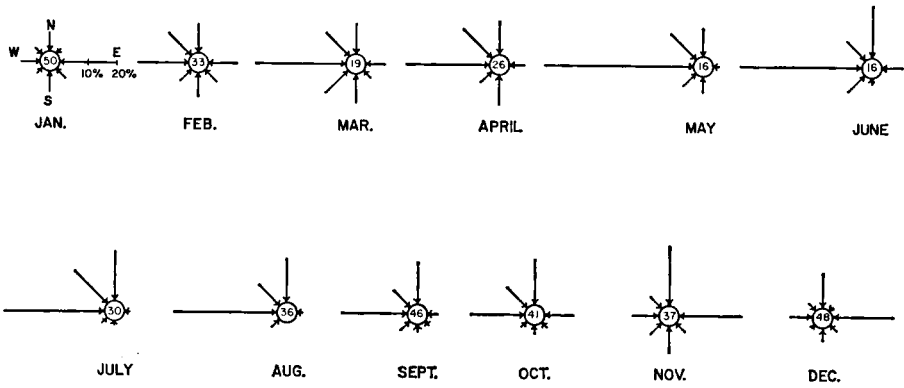 N
W 50 E 33 19 26 16 16
10% 20%
S
JAN. FEB. MAR. APRIL MAY JUNE
30 36 46 41 37 48
JULY AUG. SEPT. OCT. NOV. DEC.